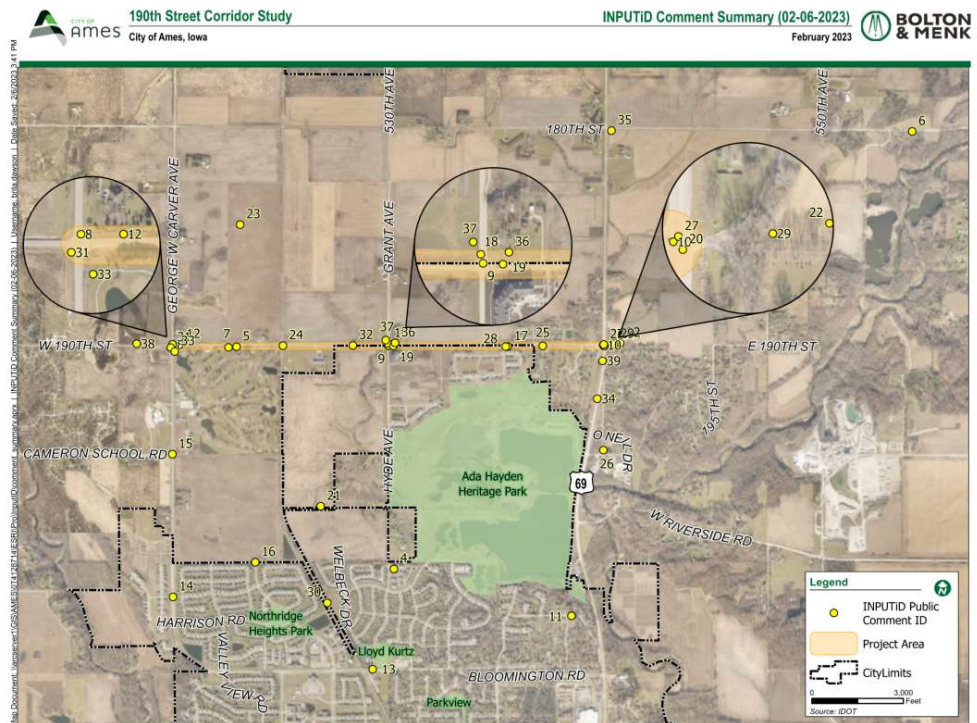 CITY OF
Ames
190th Street Corridor Study
City of Ames, Iowa
INPUTiD Comment Summary (02-06-2023)
February 2023
BOLTON
& MENK
530TH AVE
180TH ST
35
550TH AVE
6
GEORGE W CARVER AVE
GRANT AVE
8
12
31
33
23
37
18
36
9
19
27
10
20
29
22
W 190TH ST
38
12
33
7
5
24
32
37
36
9
19
28
17
25
10
39
E 190TH ST
34
195TH ST
15
CAMERON SCHOOL RD
HYDE AVE
ONEIL DR
26
69
Ada Hayden
Heritage Park
21
W RIVERSIDE RD
16
4
14
WELBECK DR
30
HARRISON RD
Northridge
Heights Park
11
VALLEY VIEW RD
Lloyd Kurtz
13
BLOOMINGTON RD
Parkview
Legend
INPUTiD Public
Comment ID
Project Area
CityLimits
0
3,000
Feet
Source: IDOT